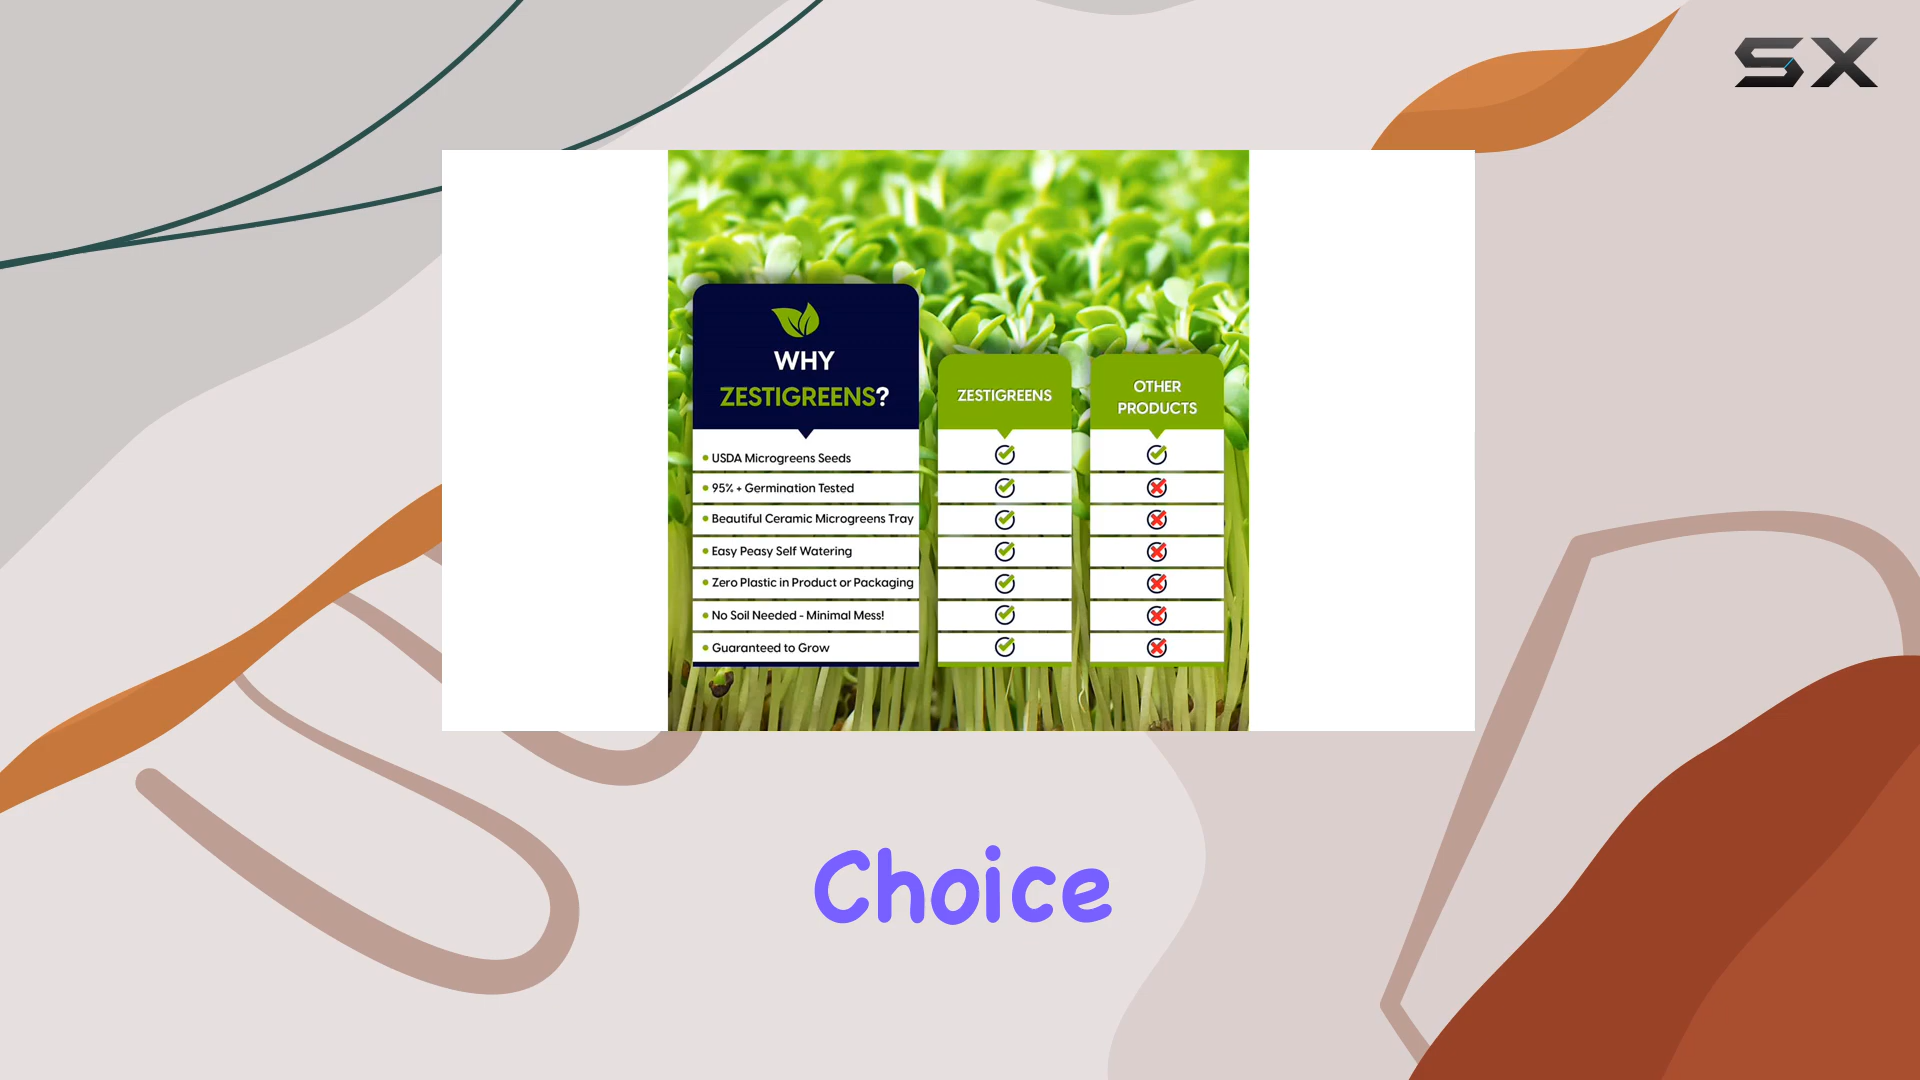 SX
WHY
ZESTIGREENS?
ZESTIGREENS
OTHER
PRODUCTS
USDA Microgreens Seeds
95% + Germination Tested
Beautiful Ceramic Microgreens Tray
Easy Peasy Self Watering
Zero Plastic in Product or Packaging
No Soil Needed - Minimal Mess!
Guaranteed to Grow
Choice